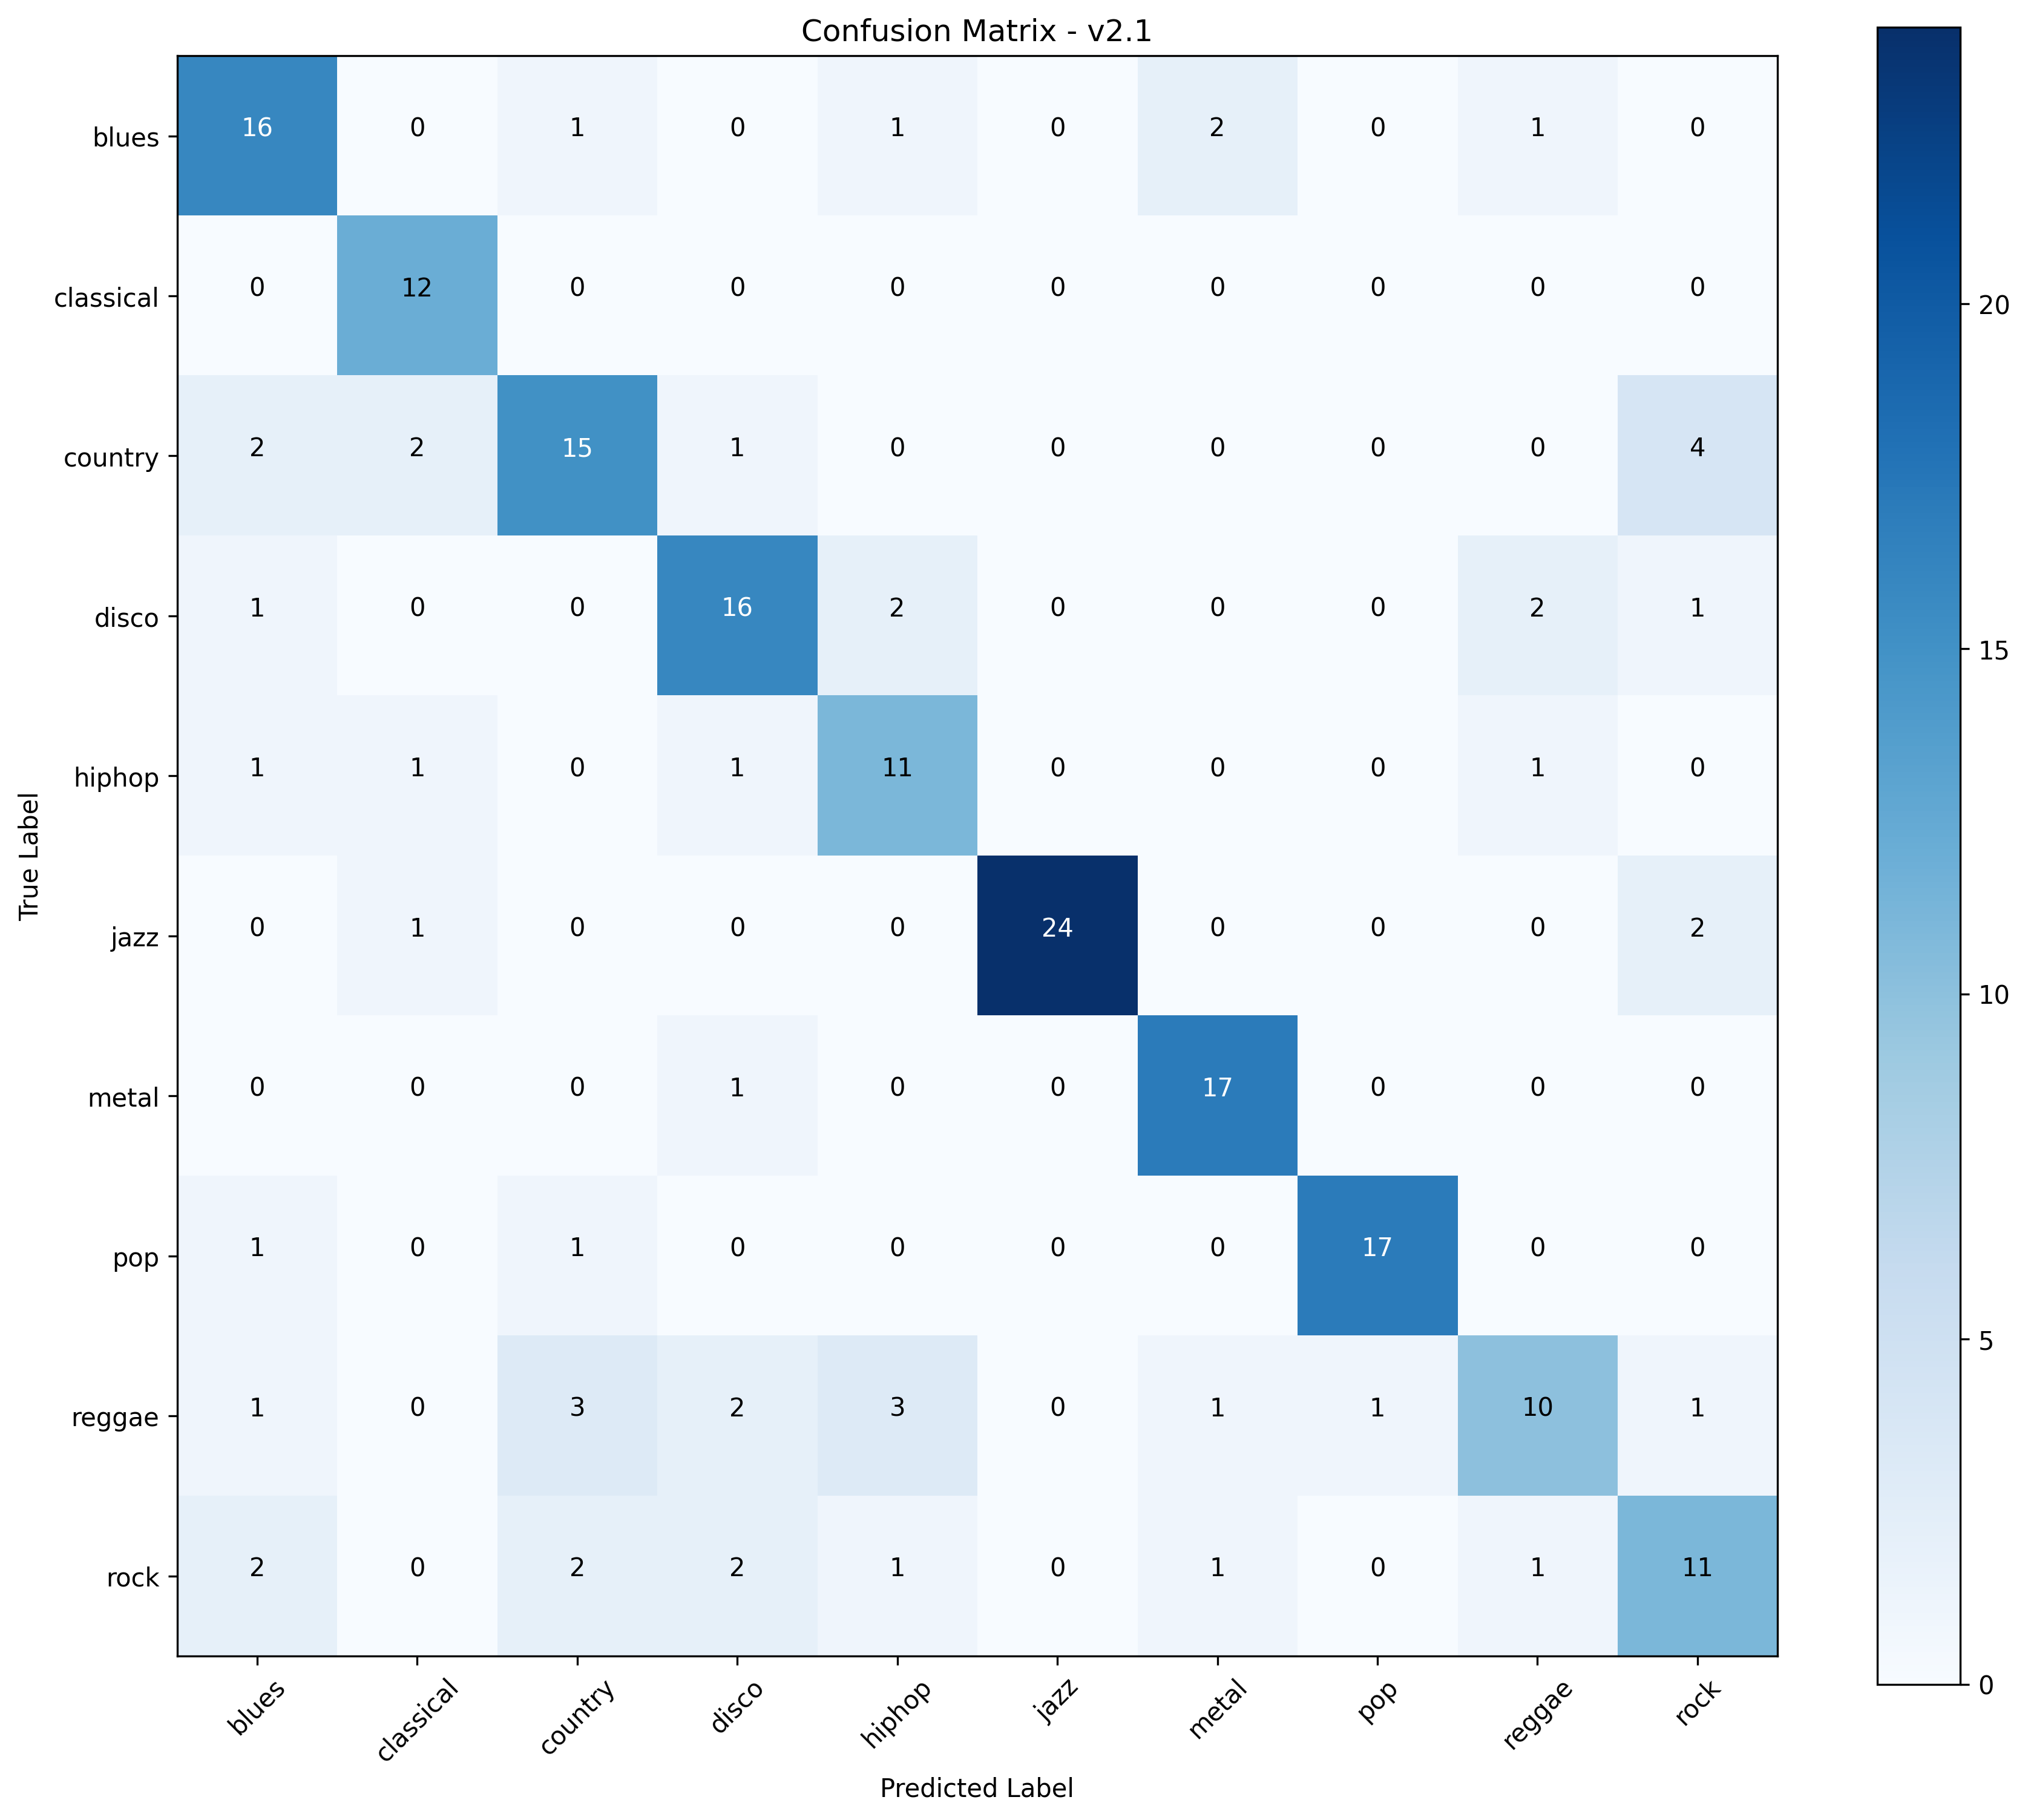 Confusion Matrix - v2.1
blues 16 0 1 0 1 0 2 0 1 0
classical 0 12 0 0 0 0 0 0 0 0
country 2 2 15 1 0 0 0 0 0 4
disco 1 0 0 16 2 0 0 0 2 1
hiphop 1 1 0 1 11 0 0 0 1 0
jazz 0 1 0 0 0 24 0 0 0 2
metal 0 0 0 1 0 0 17 0 0 0
pop 1 0 1 0 0 0 0 17 0 0
reggae 1 0 3 2 3 0 1 1 10 1
rock 2 0 2 2 1 0 1 0 1 11
blues classical country disco hiphop jazz metal pop reggae rock
Predicted Label
True Label
20
15
10
5
0